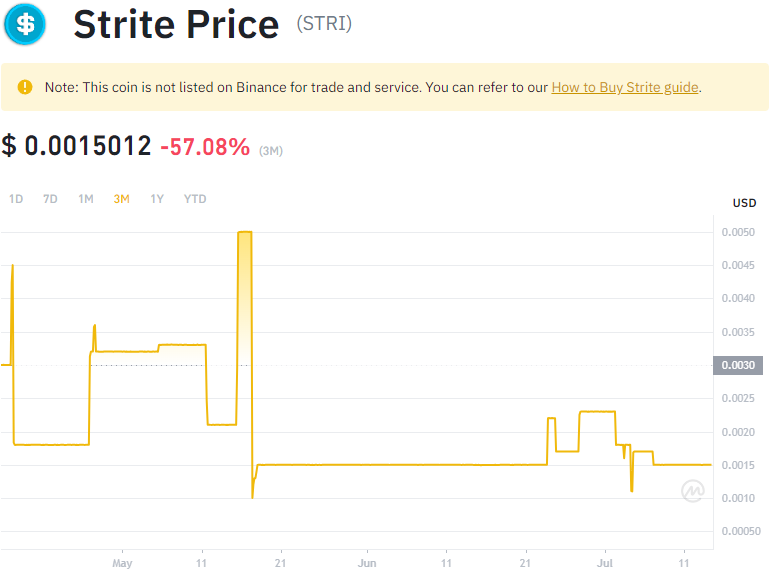 Strite Price (STRI)
Note: This coin is not listed on Binance for trade and service. You can refer to our How to Buy Strite guide.
$ 0.0015012 -57.08% (3M)
1D 7D 1M 3M 1Y YTD
USD
0.0050
0.0045
0.0040
0.0035
0.0030
0.0025
0.0020
0.0015
0.0010
0.00050
May 11 21 Jun 11 21 Jul 11